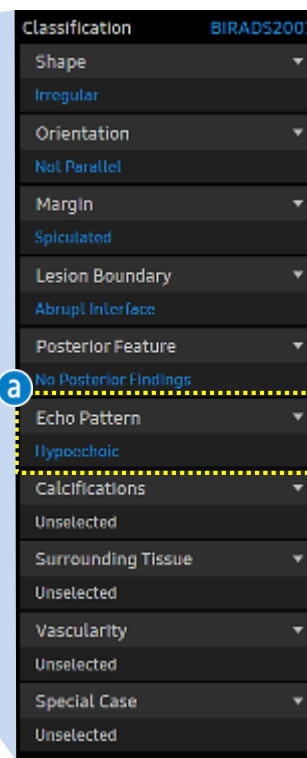 Classification BIRADS2003
Shape
Irregular
Orientation
Not Parallel
Margin
Spiculated
Lesion Boundary
Abrupt Interface
Posterior Feature
No Posterior Findings
a
Echo Pattern
Hypoechoic
Calcifications
Unselected
Surrounding Tissue
Unselected
Vascularity
Unselected
Special Case
Unselected